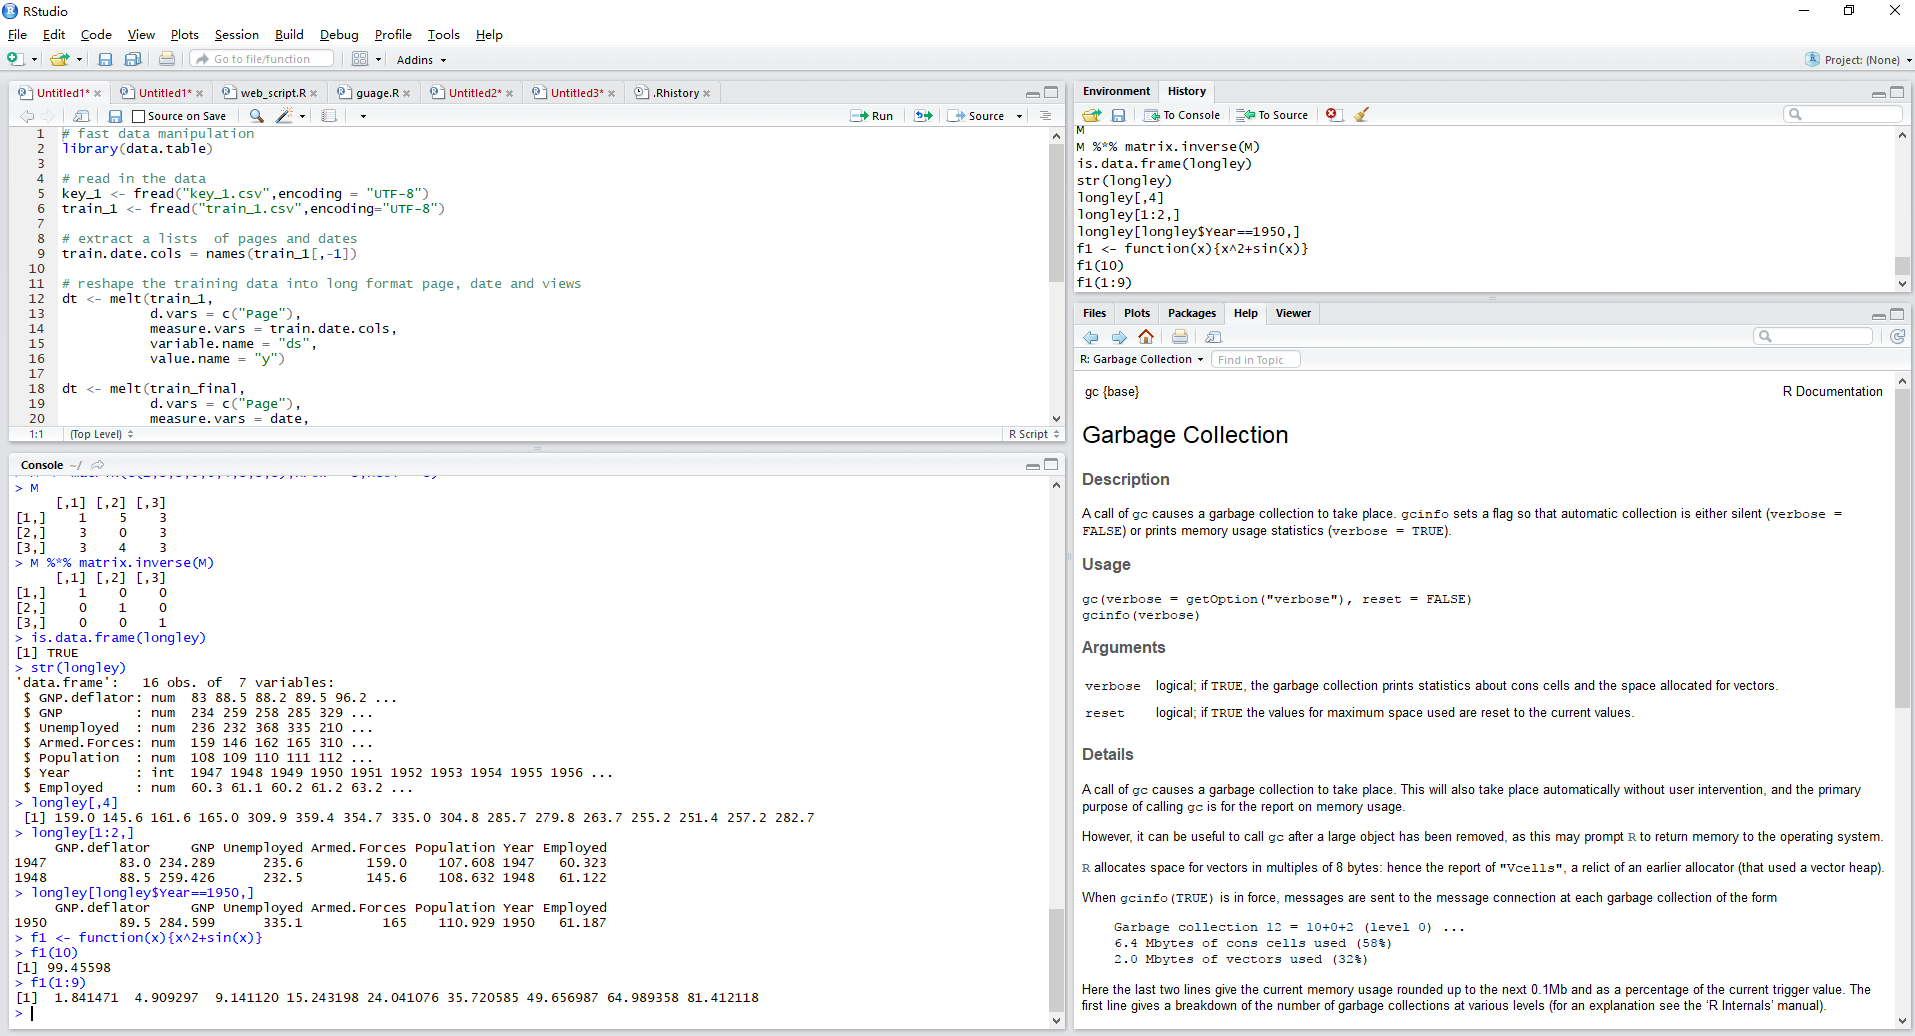 RStudio
File Edit Code View Plots Session Build Debug Profile Tools Help
Go to file/function Addins Project: (None)
Untitled1* Untitled1* web_script.R guage.R Untitled2* Untitled3* .Rhistory
Source on Save Run Source
1 # fast data manipulation
2 library(data.table)
3
4 # read in the data
5 key_1 <- fread("key_1.csv",encoding = "UTF-8")
6 train_1 <- fread("train_1.csv",encoding="UTF-8")
7
8 # extract a lists  of pages and dates
9 train.date.cols = names(train_1[,-1])
10
11 # reshape the training data into long format page, date and views
12 dt <- melt(train_1,
13            d.vars = c("Page"),
14            measure.vars = train.date.cols,
15            variable.name = "ds",
16            value.name = "y")
17
18 dt <- melt(train_final,
19            d.vars = c("Page"),
20            measure.vars = date,
1:1 (Top Level) R Script
Console ~/
> M
     [,1] [,2] [,3]
[1,]    1    5    3
[2,]    3    0    3
[3,]    3    4    3
> M %*% matrix.inverse(M)
     [,1] [,2] [,3]
[1,]    1    0    0
[2,]    0    1    0
[3,]    0    0    1
> is.data.frame(longley)
[1] TRUE
> str(longley)
'data.frame':   16 obs. of  7 variables:
 $ GNP.deflator: num  83 88.5 88.2 89.5 96.2 ...
 $ GNP         : num  234 259 258 285 329 ...
 $ Unemployed  : num  236 232 368 335 210 ...
 $ Armed.Forces: num  159 146 162 165 310 ...
 $ Population  : num  108 109 110 111 112 ...
 $ Year        : int  1947 1948 1949 1950 1951 1952 1953 1954 1955 1956 ...
 $ Employed    : num  60.3 61.1 60.2 61.2 63.2 ...
> longley[,4]
 [1] 159.0 145.6 161.6 165.0 309.9 359.4 354.7 335.0 304.8 285.7 279.8 263.7 255.2 251.4 257.2 282.7
> longley[1:2,]
     GNP.deflator     GNP Unemployed Armed.Forces Population Year Employed
1947         83.0 234.289      235.6        159.0    107.608 1947   60.323
1948         88.5 259.426      232.5        145.6    108.632 1948   61.122
> longley[longley$Year==1950,]
     GNP.deflator     GNP Unemployed Armed.Forces Population Year Employed
1950         89.5 284.599      335.1          165    110.929 1950   61.187
> f1 <- function(x){x^2+sin(x)}
> f1(10)
[1] 99.45598
> f1(1:9)
[1]  1.841471  4.909297  9.141120 15.243198 24.041076 35.720585 49.656987 64.989358 81.412118
>
Environment History
To Console To Source
M
M %*% matrix.inverse(M)
is.data.frame(longley)
str(longley)
longley[,4]
longley[1:2,]
longley[longley$Year==1950,]
f1 <- function(x){x^2+sin(x)}
f1(10)
f1(1:9)
Files Plots Packages Help Viewer
R: Garbage Collection Find in Topic
gc {base} R Documentation
Garbage Collection
Description
A call of gc causes a garbage collection to take place. gcinfo sets a flag so that automatic collection is either silent (verbose =
FALSE) or prints memory usage statistics (verbose = TRUE).
Usage
gc(verbose = getOption("verbose"), reset = FALSE)
gcinfo(verbose)
Arguments
verbose logical; if TRUE, the garbage collection prints statistics about cons cells and the space allocated for vectors.
reset logical; if TRUE the values for maximum space used are reset to the current values.
Details
A call of gc causes a garbage collection to take place. This will also take place automatically without user intervention, and the primary
purpose of calling gc is for the report on memory usage.
However, it can be useful to call gc after a large object has been removed, as this may prompt R to return memory to the operating system.
R allocates space for vectors in multiples of 8 bytes: hence the report of "Vcells", a relict of an earlier allocator (that used a vector heap).
When gcinfo(TRUE) is in force, messages are sent to the message connection at each garbage collection of the form
Garbage collection 12 = 10+0+2 (level 0) ...
6.4 Mbytes of cons cells used (58%)
2.0 Mbytes of vectors used (32%)
Here the last two lines give the current memory usage rounded up to the next 0.1Mb and as a percentage of the current trigger value. The
first line gives a breakdown of the number of garbage collections at various levels (for an explanation see the ‘R Internals’ manual).